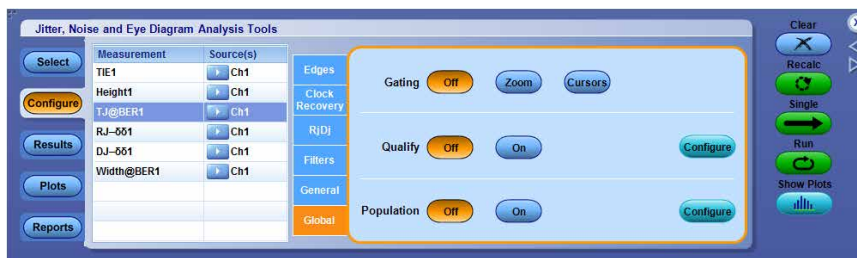 Jitter, Noise and Eye Diagram Analysis Tools
Clear
Select
Configure
Results
Plots
Reports
Measurement Source(s)
TIE1 Ch1
Height1 Ch1
TJ@BER1 Ch1
RJ–δδ1 Ch1
DJ–δδ1 Ch1
Width@BER1 Ch1
Edges
Clock
Recovery
RjDj
Filters
General
Global
Gating Off Zoom Cursors
Qualify Off On Configure
Population Off On Configure
Recalc
Single
Run
Show Plots